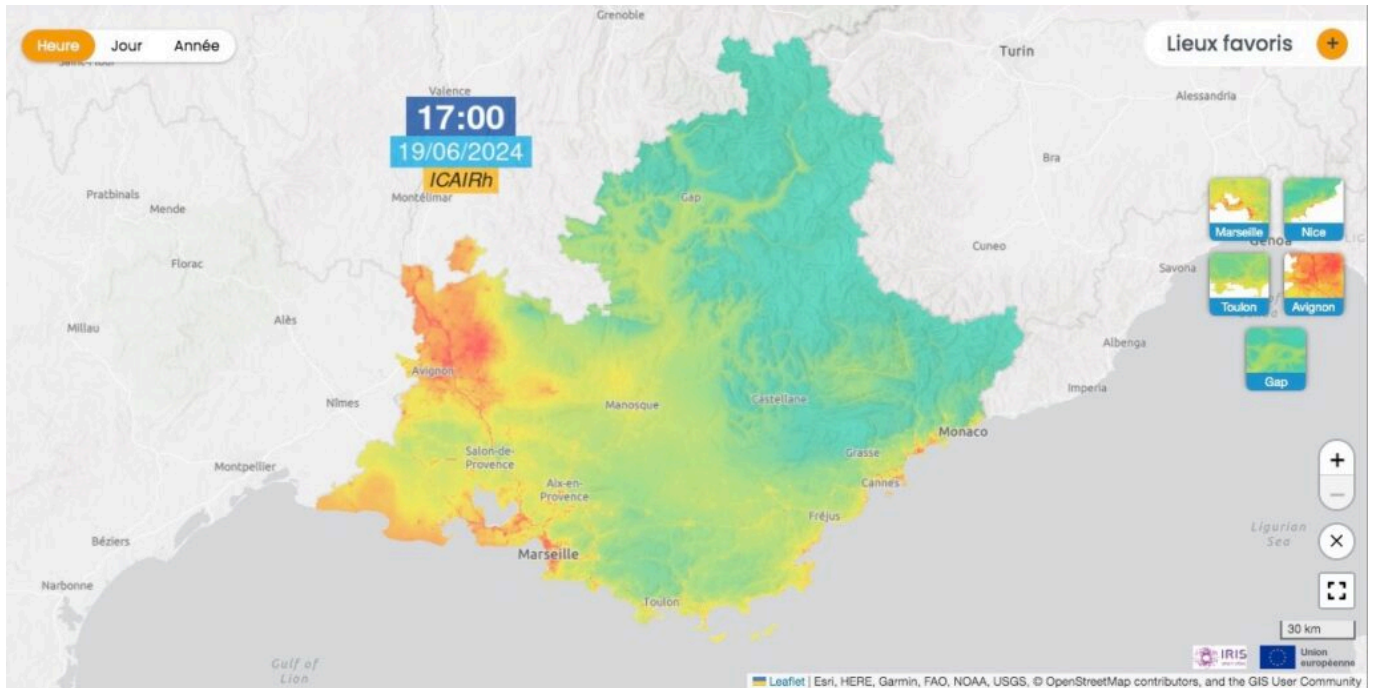 Heure Jour Année
Grenoble
Turin
Lieux favoris +
Valence
Alessandria
17:00
19/06/2024
ICAIRh
Bra
Pratbinals
Mende
Montélimar
Gap
Marseille
Nice
Cuneo
Genoa
Florac
Savona
Toulon
Avignon
Millau
Alès
Albenga
Avignon
Gap
Imperia
Nîmes
Manosque
Castellane
Monaco
Montpellier
Salon-de-
Provence
Grasse
Aix-en-
Provence
Cannes
Fréjus
Béziers
Ligurian
Sea
Marseille
Narbonne
Toulon
30 km
Gulf of
Lion
IRIS
Union
européenne
Leaflet | Esri, HERE, Garmin, FAO, NOAA, USGS, © OpenStreetMap contributors, and the GIS User Community